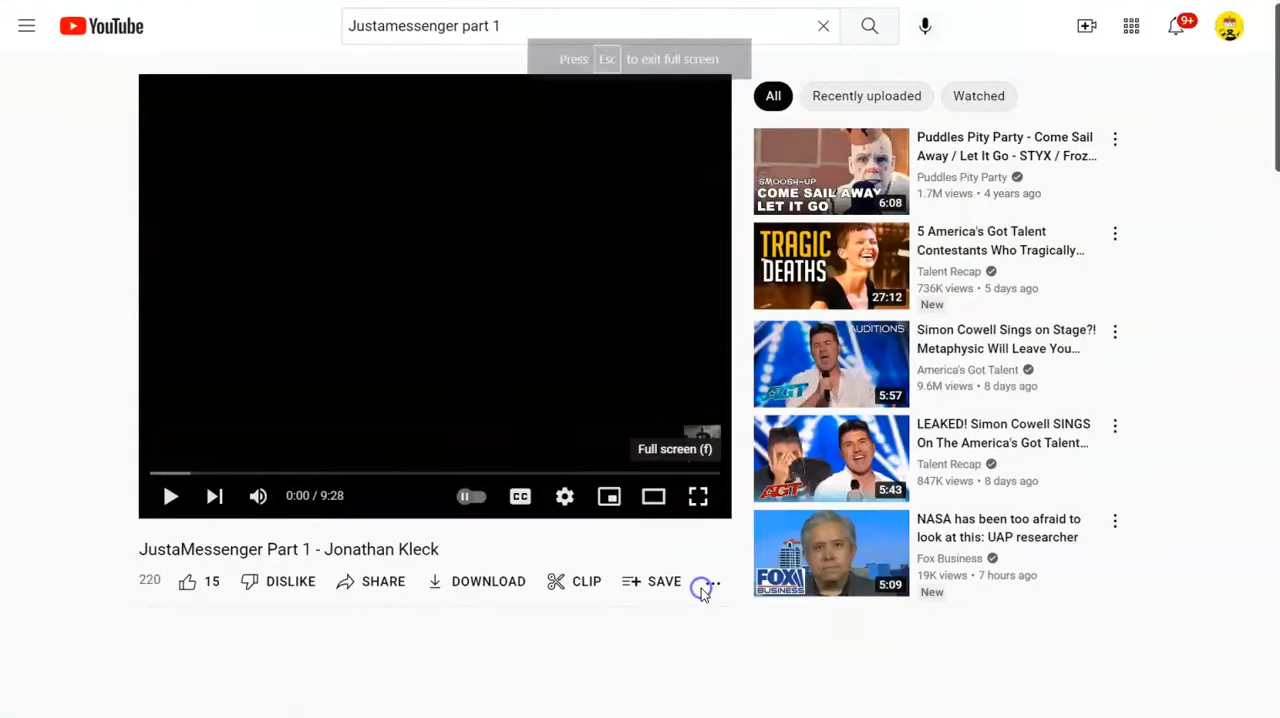 YouTube
Justamessenger part 1
9+
Press Esc to exit full screen
Full screen (f)
0:00 / 9:28
CC
JustaMessenger Part 1 - Jonathan Kleck
220
15
DISLIKE
SHARE
DOWNLOAD
CLIP
SAVE
All
Recently uploaded
Watched
SMOOSH-UP
COME SAIL AWAY
LET IT GO
6:08
Puddles Pity Party - Come Sail
Away / Let It Go - STYX / Froz...
Puddles Pity Party
1.7M views • 4 years ago
TRAGIC
DEATHS
27:12
5 America's Got Talent
Contestants Who Tragically...
Talent Recap
736K views • 5 days ago
New
AUDITIONS
AGT
5:57
Simon Cowell Sings on Stage?!
Metaphysic Will Leave You...
America's Got Talent
9.6M views • 8 days ago
AGT
5:43
LEAKED! Simon Cowell SINGS
On The America's Got Talent...
Talent Recap
847K views • 8 days ago
FOX
BUSINESS
5:09
NASA has been too afraid to
look at this: UAP researcher
Fox Business
19K views • 7 hours ago
New